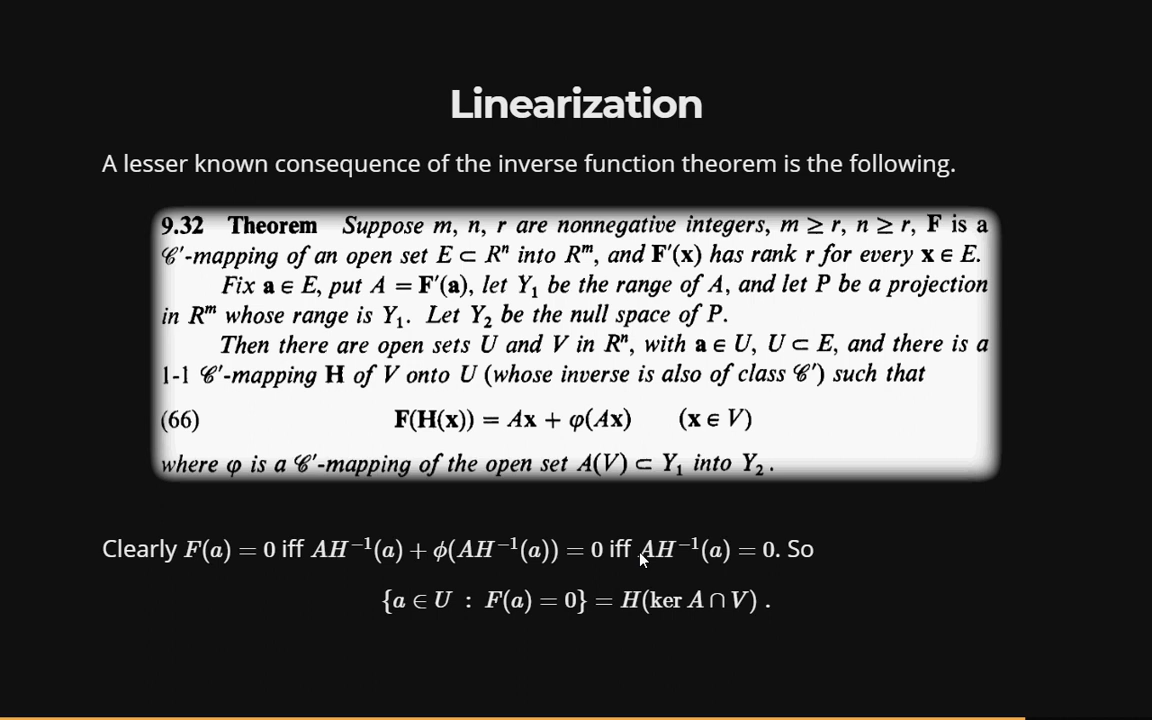 Linearization
A lesser known consequence of the inverse function theorem is the following.
9.32 Theorem Suppose m, n, r are nonnegative integers, m ≥ r, n ≥ r, F is a
𝒞′-mapping of an open set E ⊂ Rⁿ into Rᵐ, and F′(x) has rank r for every x ∈ E.
Fix a ∈ E, put A = F′(a), let Y₁ be the range of A, and let P be a projection
in Rᵐ whose range is Y₁. Let Y₂ be the null space of P.
Then there are open sets U and V in Rⁿ, with a ∈ U, U ⊂ E, and there is a
1-1 𝒞′-mapping H of V onto U (whose inverse is also of class 𝒞′) such that
(66) F(H(x)) = Ax + φ(Ax) (x ∈ V)
where φ is a 𝒞′-mapping of the open set A(V) ⊂ Y₁ into Y₂.
Clearly F(a) = 0 iff AH⁻¹(a) + ϕ(AH⁻¹(a)) = 0 iff AH⁻¹(a) = 0. So
{a ∈ U : F(a) = 0} = H(ker A ∩ V) .